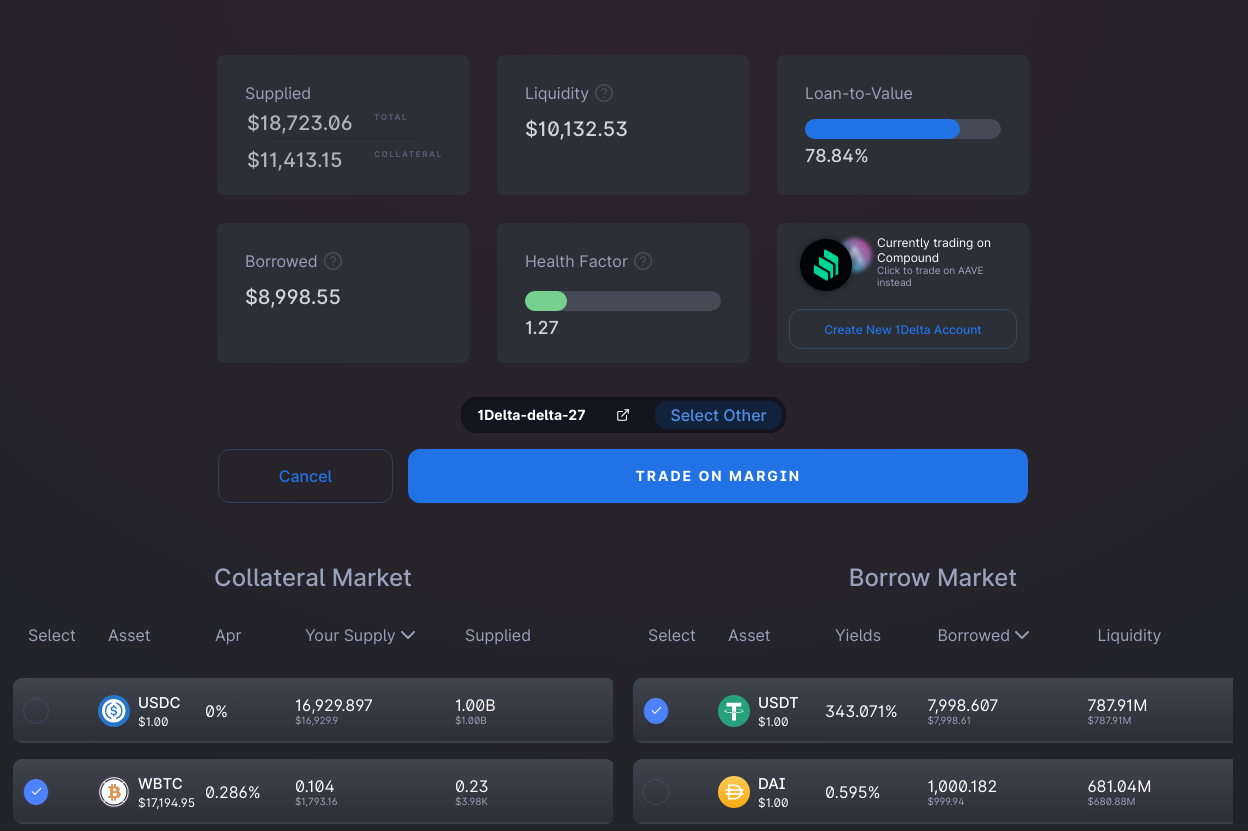 Supplied
$18,723.06 TOTAL
$11,413.15 COLLATERAL
Liquidity ?
$10,132.53
Loan-to-Value
78.84%
Borrowed ?
$8,998.55
Health Factor ?
1.27
Currently trading on
Compound
Click to trade on AAVE
instead
Create New 1Delta Account
1Delta-delta-27 Select Other
Cancel TRADE ON MARGIN
Collateral Market
Select Asset Apr Your Supply Supplied
USDC 0% 16,929.897 1.00B
$1.00 $16,929.9 $1.00B
WBTC 0.286% 0.104 0.23
$17,194.95 $1,793.16 $3.98K
Borrow Market
Select Asset Yields Borrowed Liquidity
USDT 343.071% 7,998.607 787.91M
$1.00 $7,998.61 $787.91M
DAI 0.595% 1,000.182 681.04M
$1.00 $999.94 $680.88M